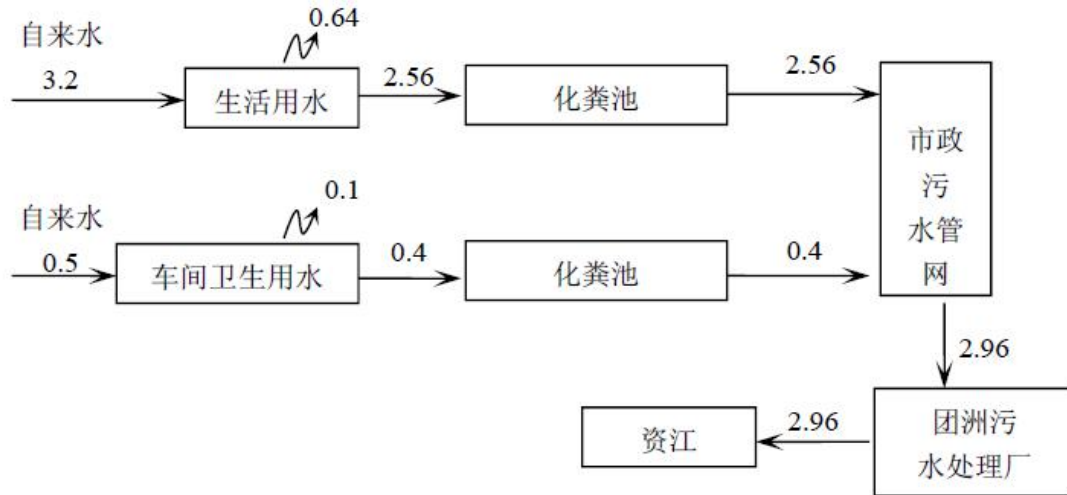 自来水
3.2
0.64
生活用水
2.56
化粪池
2.56
市政
污
水管
网
自来水
0.5
0.1
车间卫生用水
0.4
化粪池
0.4
2.96
团洲污
水处理厂
2.96
资江